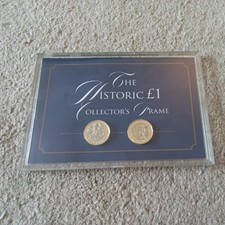 The
Historic £1
Collector's Frame